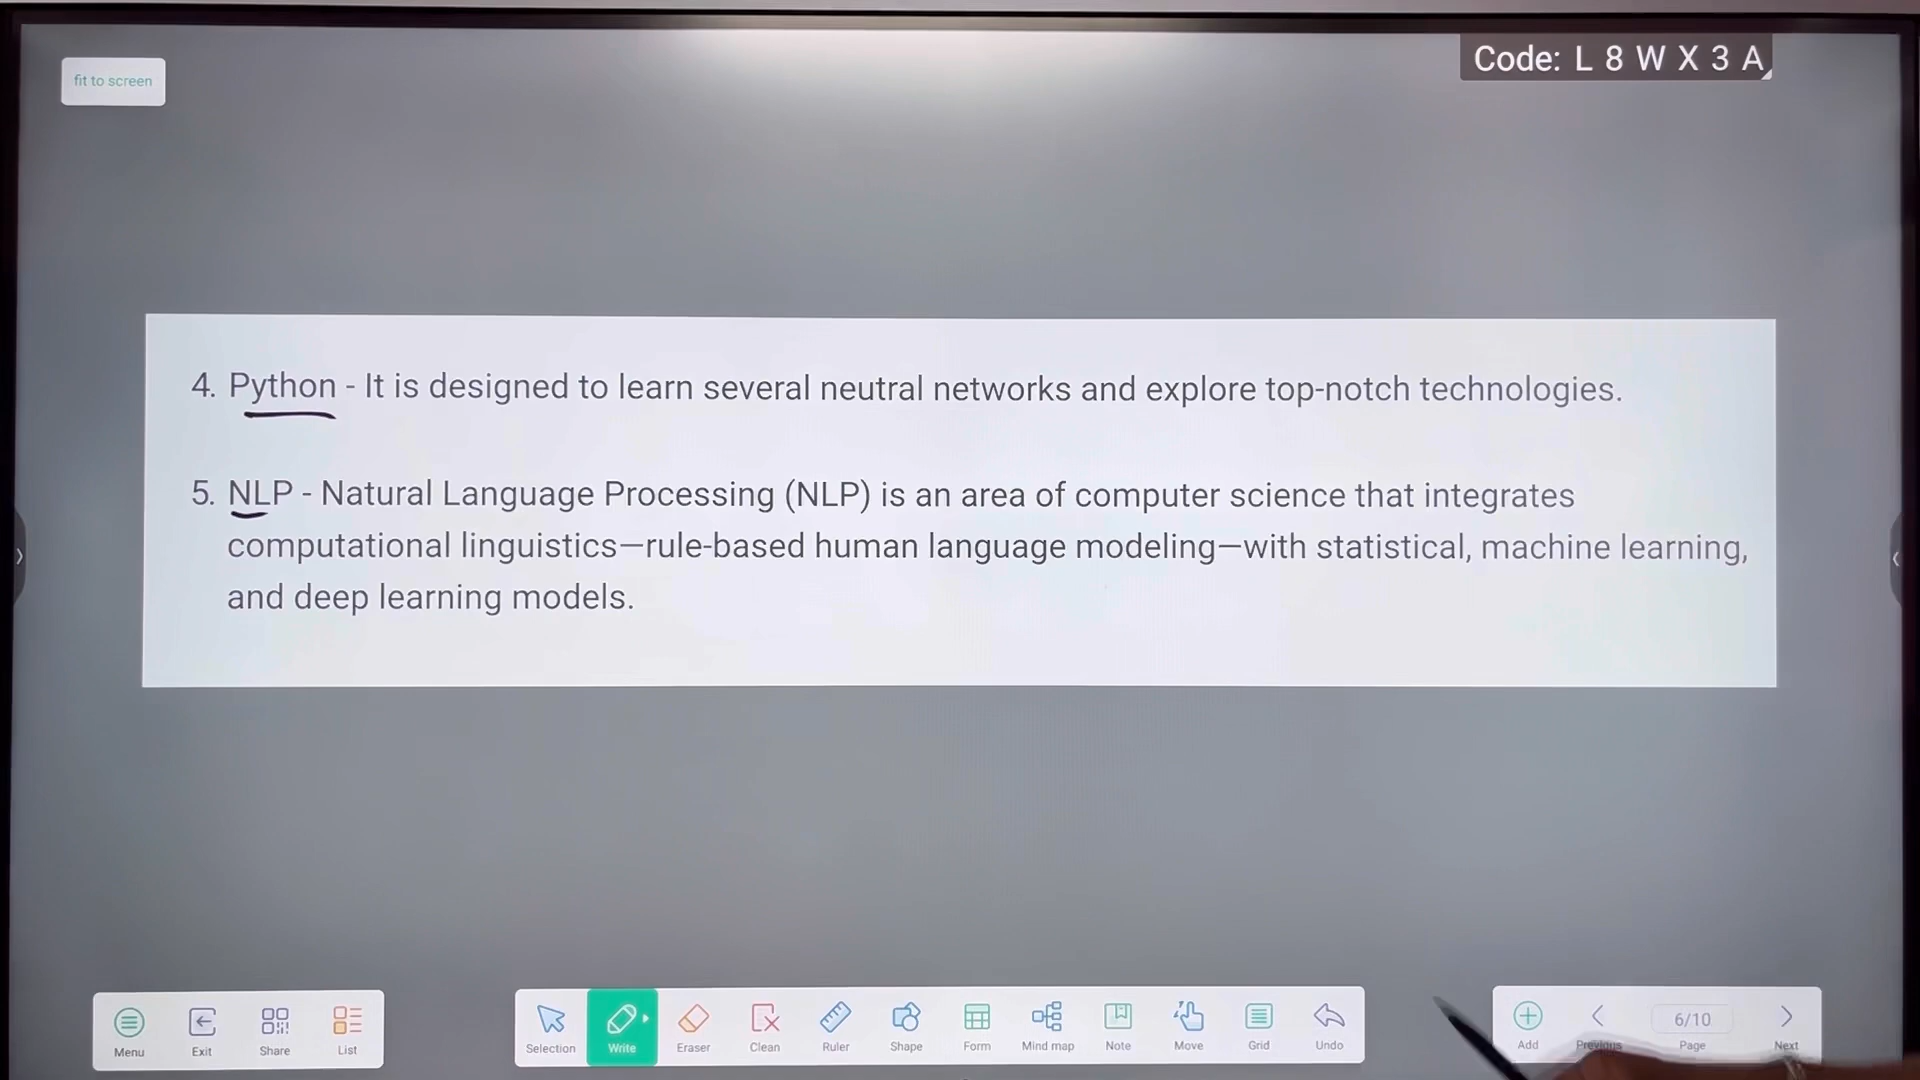 fit to screen
Code: L 8 W X 3 A
4. Python - It is designed to learn several neutral networks and explore top-notch technologies.
5. NLP - Natural Language Processing (NLP) is an area of computer science that integrates
computational linguistics—rule-based human language modeling—with statistical, machine learning,
and deep learning models.
Menu Exit Share List
Selection Write Eraser Clean Ruler Shape Form Mind map Note Move Grid Undo
6/10
Add Previous Page Next